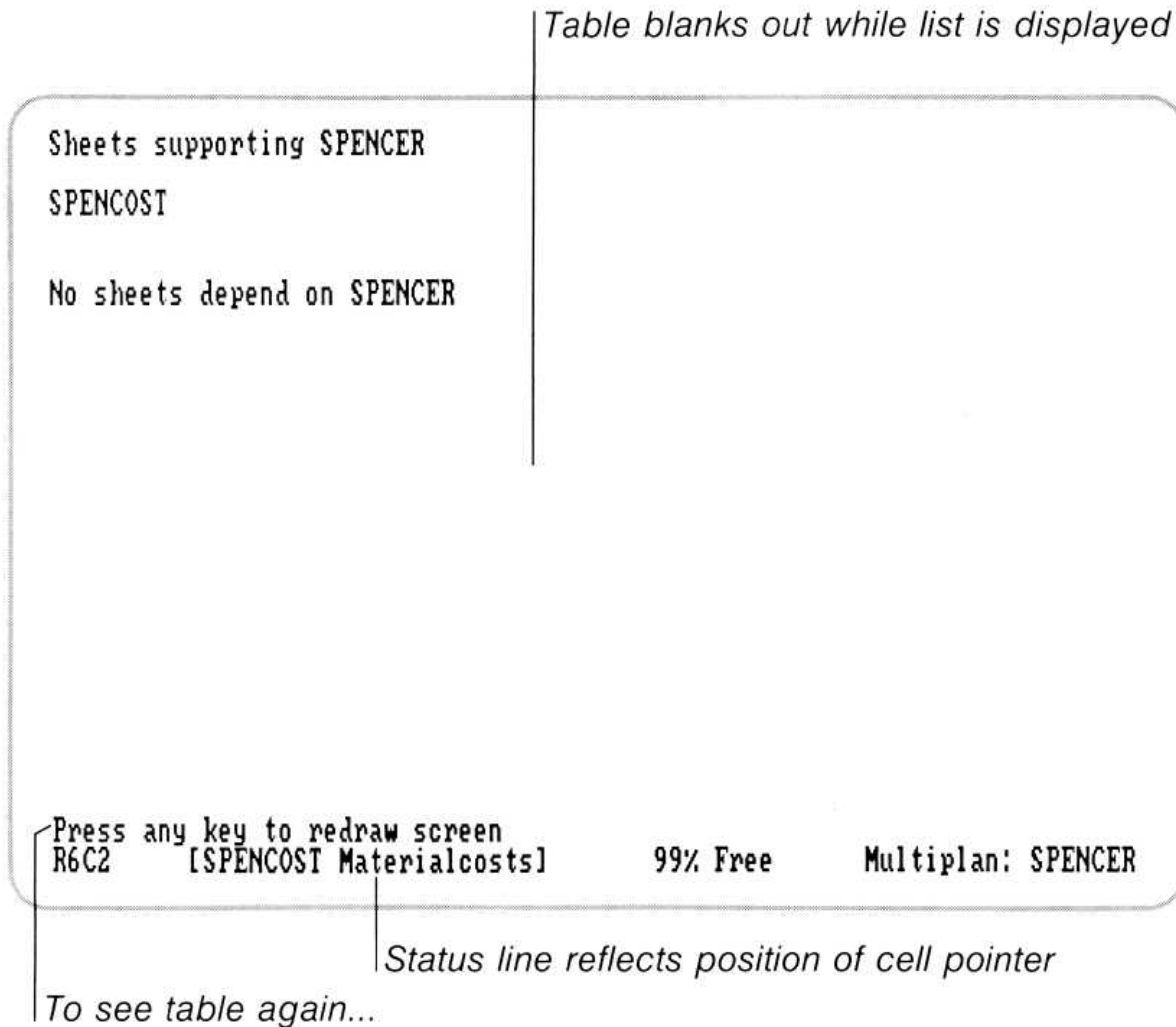 Table blanks out while list is displayed
Sheets supporting SPENCER
SPENCOST
No sheets depend on SPENCER
Press any key to redraw screen
R6C2 [SPENCOST Materialcosts] 99% Free Multiplan: SPENCER
Status line reflects position of cell pointer
To see table again...